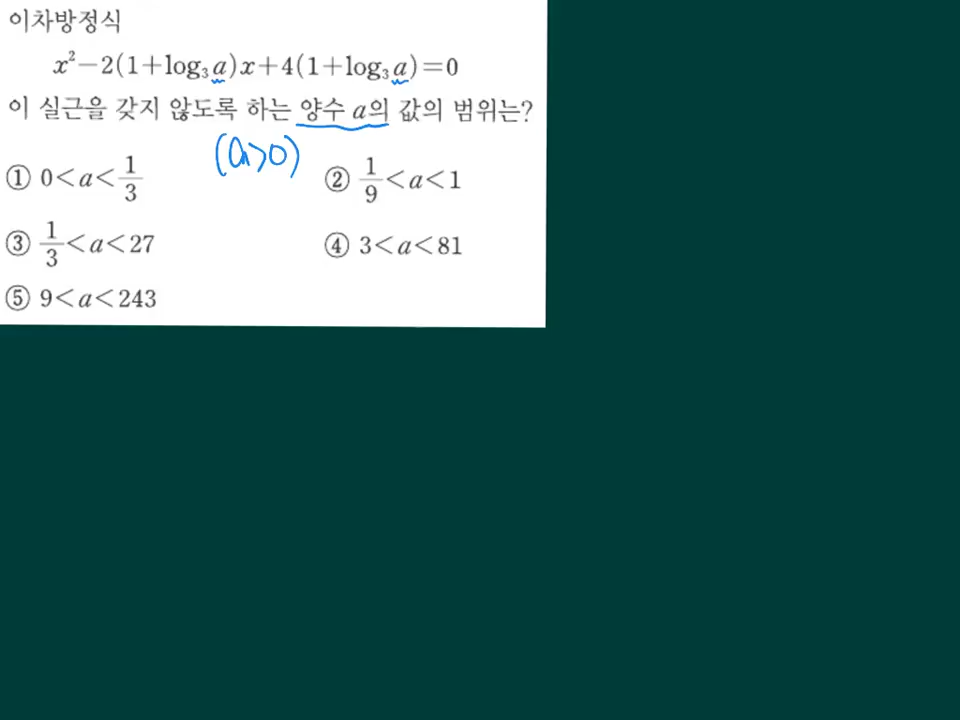 이차방정식
x²−2(1+log₃a)x+4(1+log₃a)=0
이 실근을 갖지 않도록 하는 양수 a의 값의 범위는?
(a>0)
① 0<a<1/3
② 1/9<a<1
③ 1/3<a<27
④ 3<a<81
⑤ 9<a<243